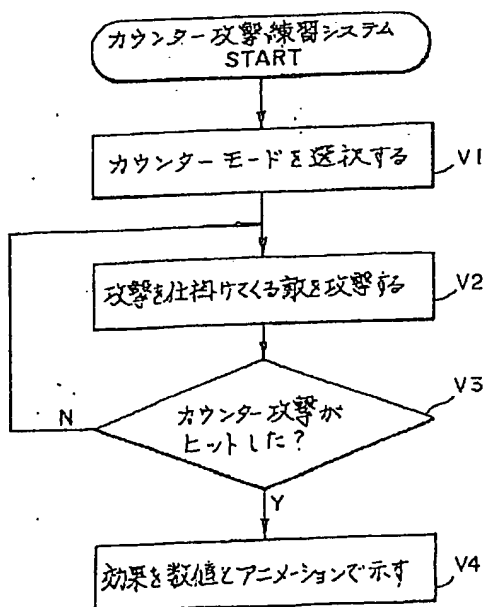 カウンター攻撃練習システム
START
カウンターモードを選択する
V1
攻撃を仕掛けてくる敵を攻撃する
V2
カウンター攻撃が
ヒットした?
V3
N
Y
効果を数値とアニメーションで示す
V4